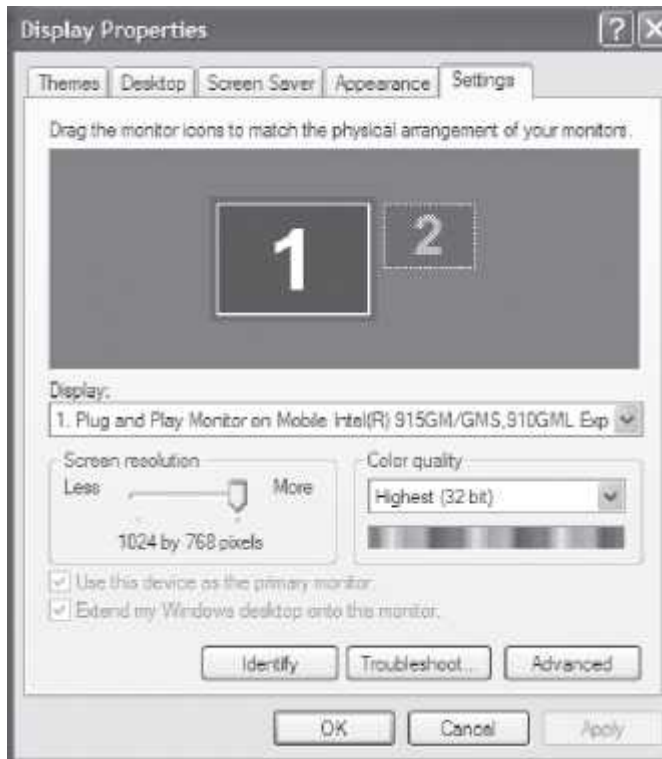 Display Properties
Themes Desktop Screen Saver Appearance Settings
Drag the monitor icons to match the physical arrangement of your monitors.
1 2
Display:
1. Plug and Play Monitor on Mobile Intel(R) 915GM/GMS,910GML Exp
Screen resolution
Less More
1024 by 768 pixels
Color quality
Highest (32 bit)
Use this device as the primary monitor.
Extend my Windows desktop onto this monitor.
Identify Troubleshoot... Advanced
OK Cancel Apply